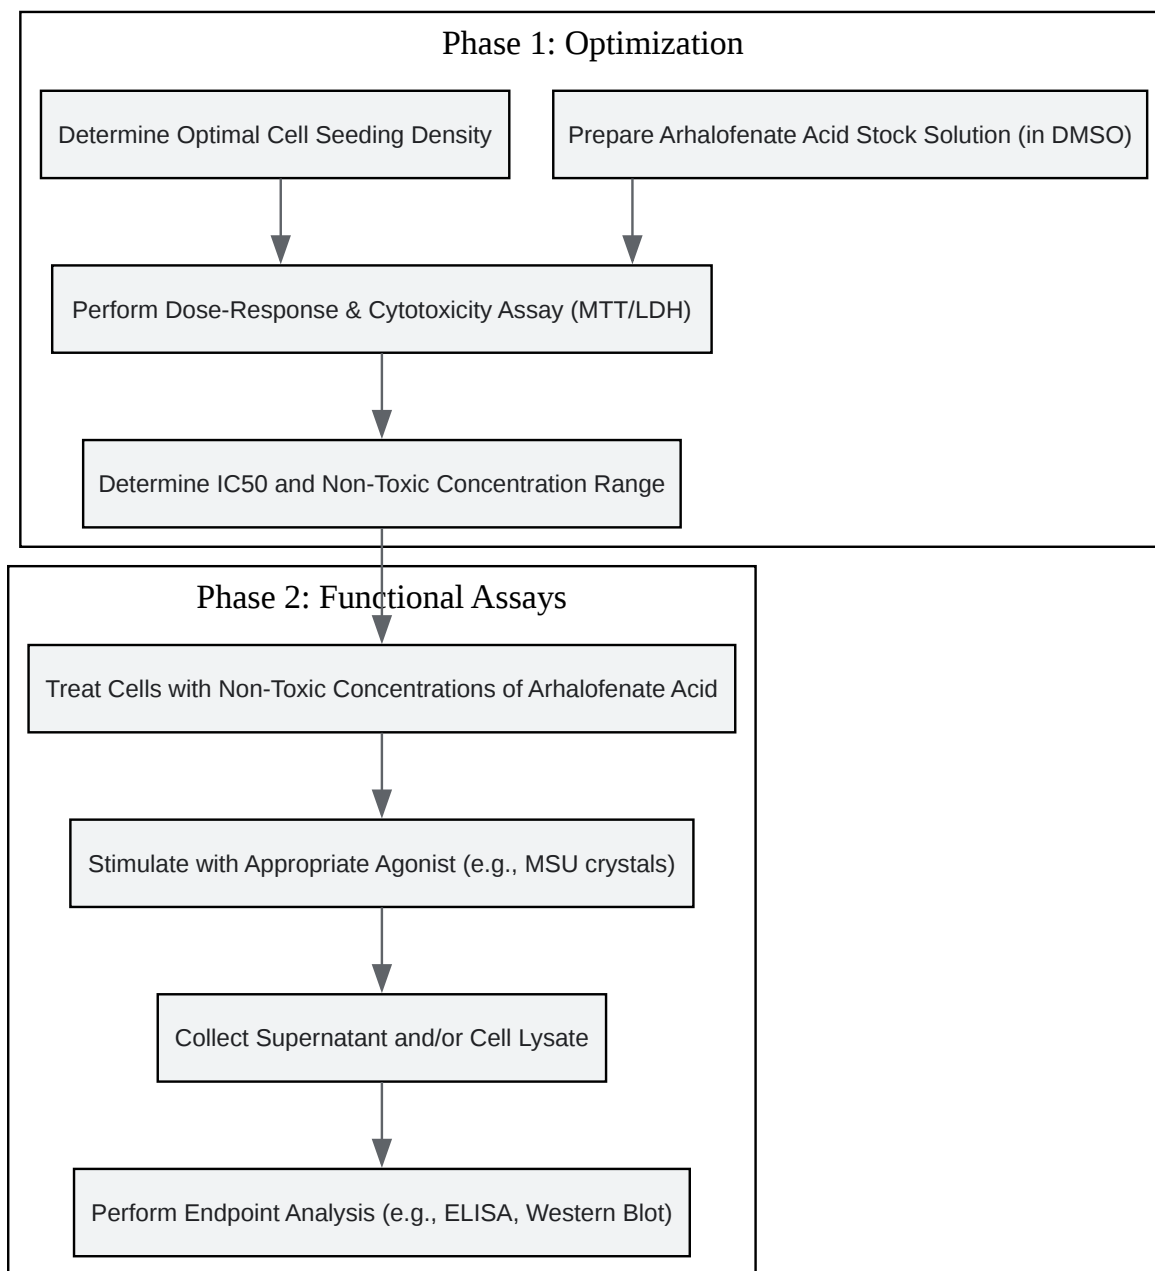 Phase 1: Optimization
Determine Optimal Cell Seeding Density
Prepare Arhalofenate Acid Stock Solution (in DMSO)
Perform Dose-Response & Cytotoxicity Assay (MTT/LDH)
Determine IC50 and Non-Toxic Concentration Range
Phase 2: Functional Assays
Treat Cells with Non-Toxic Concentrations of Arhalofenate Acid
Stimulate with Appropriate Agonist (e.g., MSU crystals)
Collect Supernatant and/or Cell Lysate
Perform Endpoint Analysis (e.g., ELISA, Western Blot)